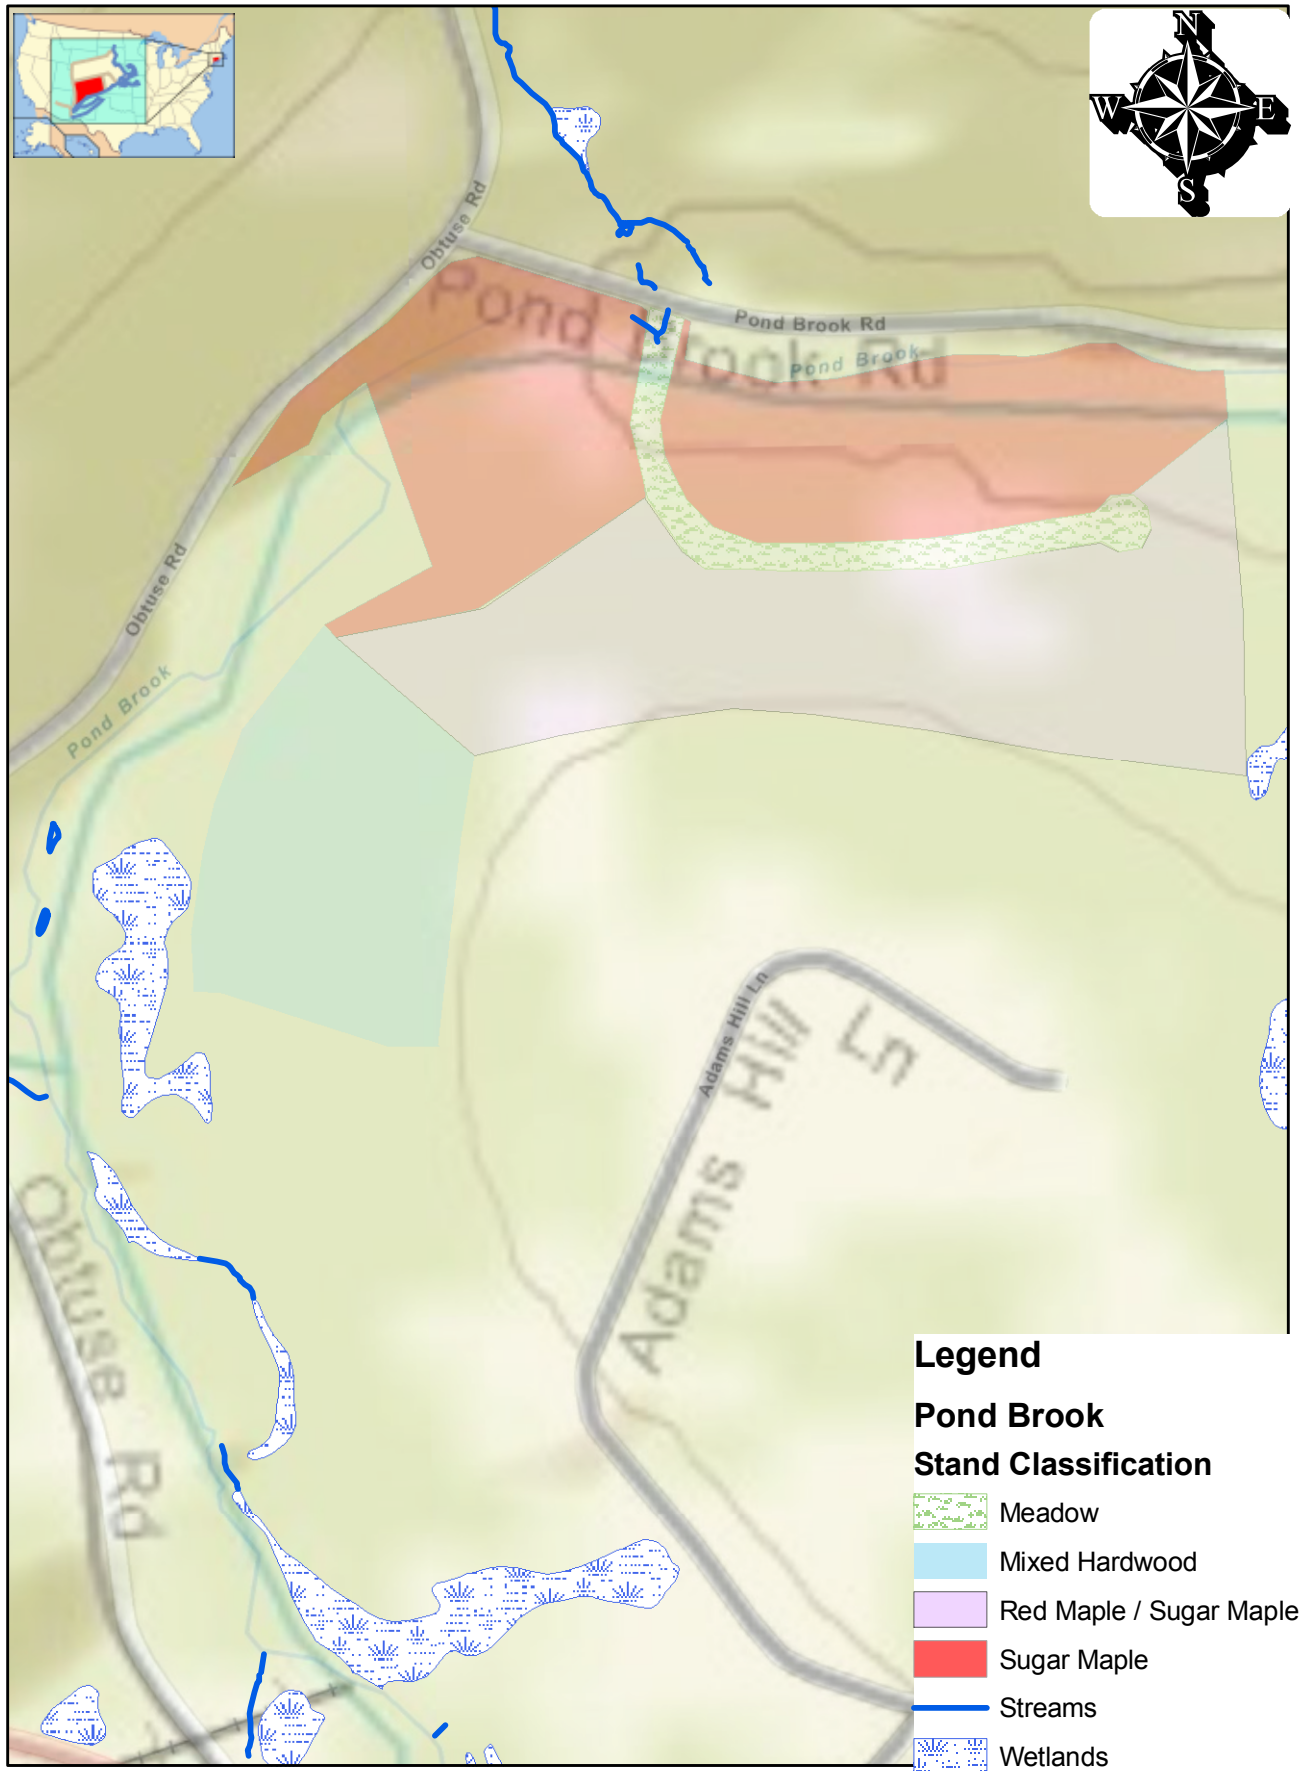 N
W
E
S
Obtuse Rd
Pond Brook Rd
Pond Brook Rd
Pond Brook
Obtuse Rd
Pond Brook
Adams Hill Ln
Adams Hill Ln
Obtuse Rd
Legend
Pond Brook
Stand Classification
Meadow
Mixed Hardwood
Red Maple / Sugar Maple
Sugar Maple
Streams
Wetlands